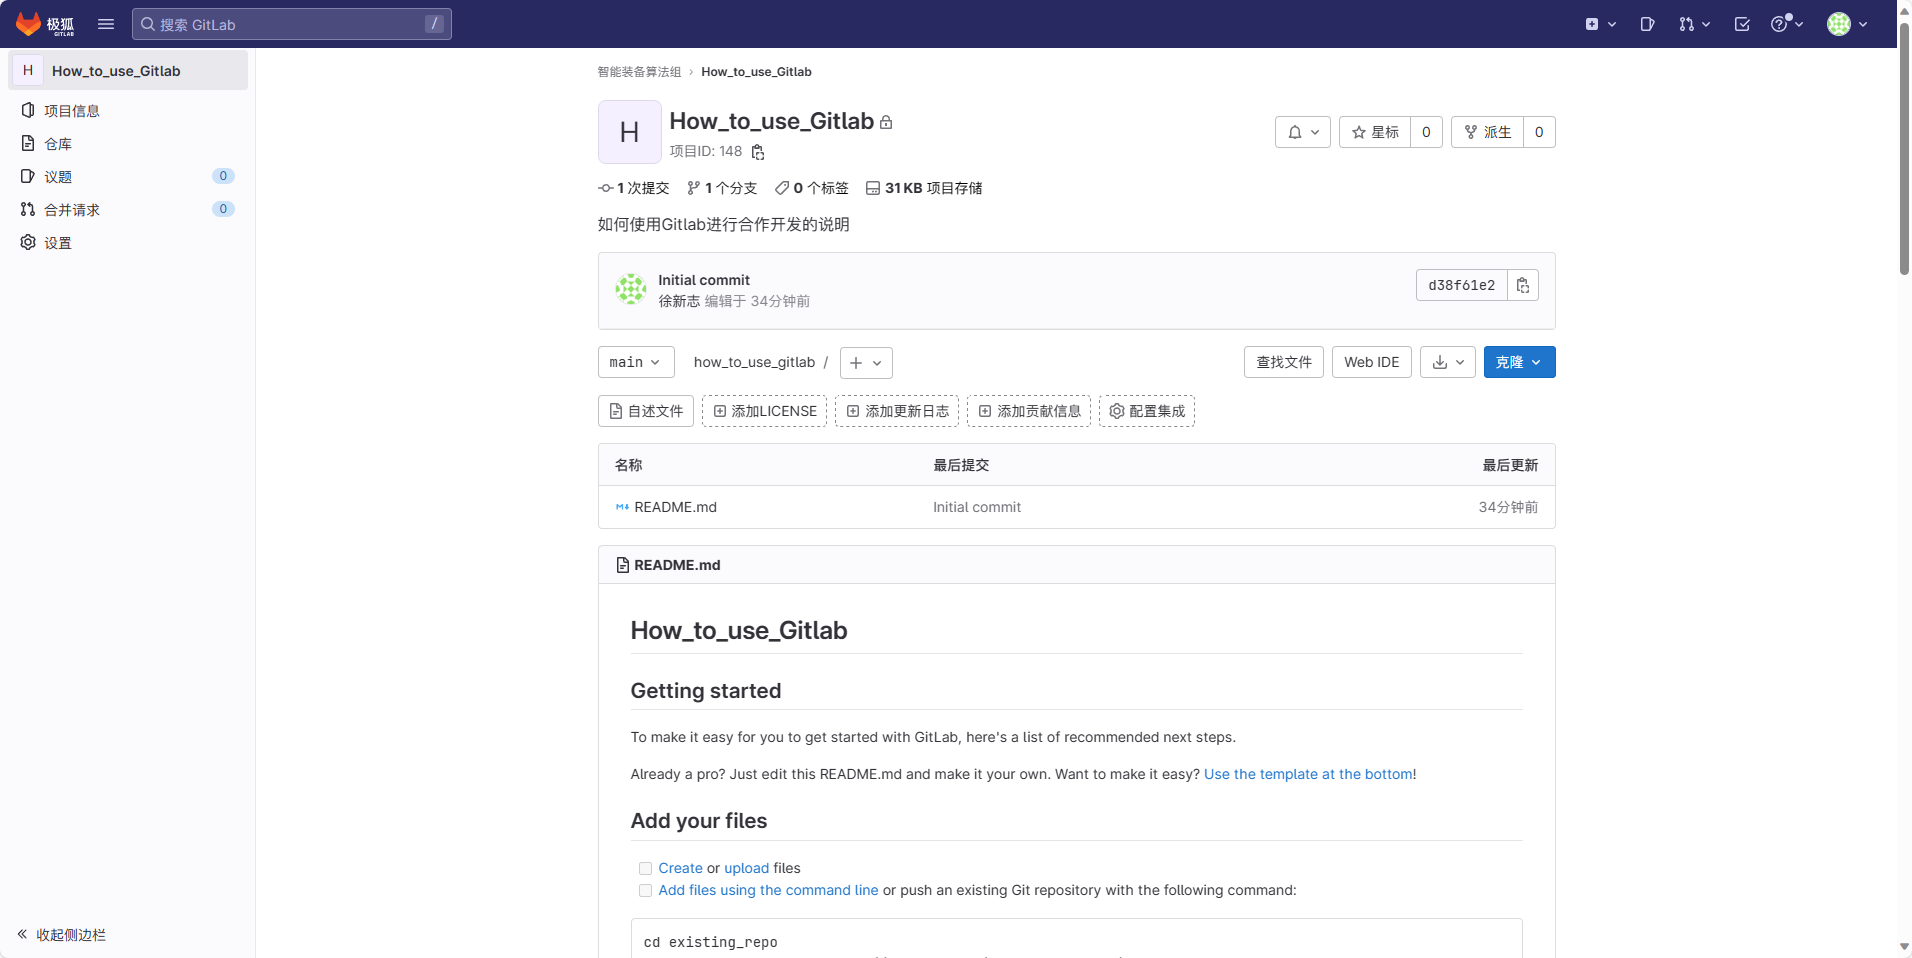 极狐
GITLAB
搜索 GitLab
/
H
How_to_use_Gitlab
项目信息
仓库
议题
0
合并请求
0
设置
收起侧边栏
智能装备算法组 › How_to_use_Gitlab
H
How_to_use_Gitlab
项目ID: 148
星标
0
派生
0
1 次提交
1 个分支
0 个标签
31 KB 项目存储
如何使用Gitlab进行合作开发的说明
Initial commit
徐新志 编辑于 34分钟前
d38f61e2
main
how_to_use_gitlab /
查找文件
Web IDE
克隆
自述文件
添加LICENSE
添加更新日志
添加贡献信息
配置集成
名称
最后提交
最后更新
README.md
Initial commit
34分钟前
README.md
How_to_use_Gitlab
Getting started
To make it easy for you to get started with GitLab, here's a list of recommended next steps.
Already a pro? Just edit this README.md and make it your own. Want to make it easy? Use the template at the bottom!
Add your files
Create or upload files
Add files using the command line or push an existing Git repository with the following command:
cd existing_repo